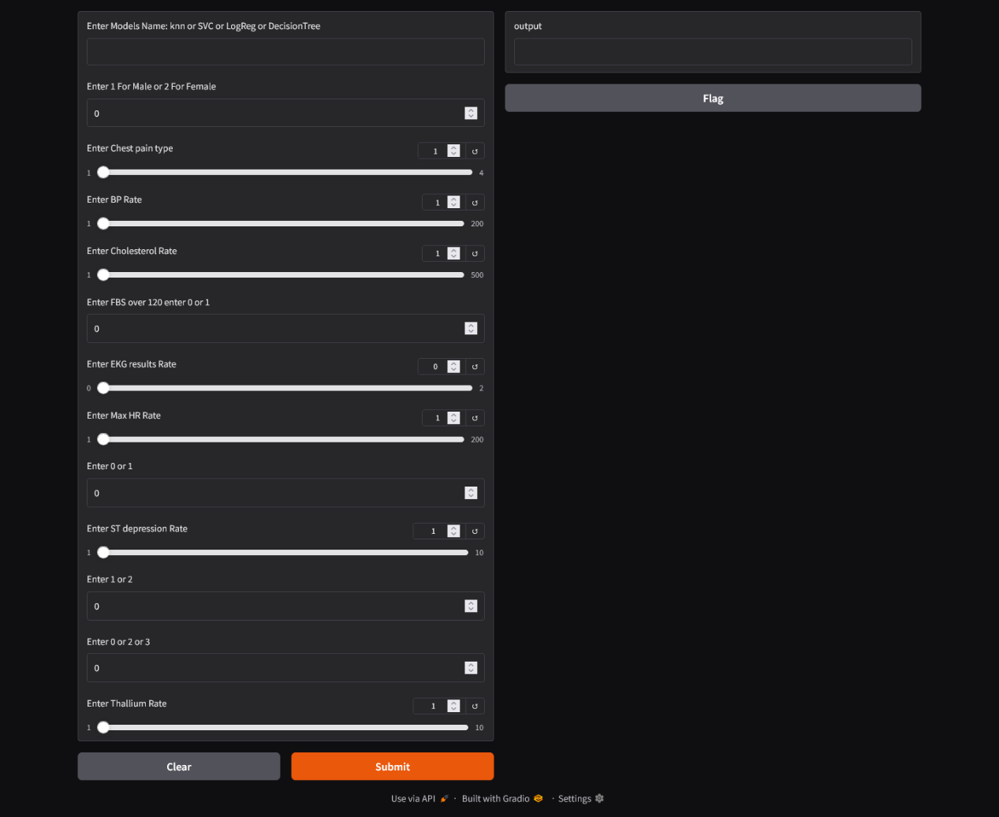 Enter Models Name: knn or SVC or LogReg or DecisionTree
Enter 1 For Male or 2 For Female
0
Enter Chest pain type
1 ↺
1 4
Enter BP Rate
1 ↺
1 200
Enter Cholesterol Rate
1 ↺
1 500
Enter FBS over 120 enter 0 or 1
0
Enter EKG results Rate
0 ↺
0 2
Enter Max HR Rate
1 ↺
1 200
Enter 0 or 1
0
Enter ST depression Rate
1 ↺
1 10
Enter 1 or 2
0
Enter 0 or 2 or 3
0
Enter Thallium Rate
1 ↺
1 10
Clear
Submit
output
Flag
Use via API · Built with Gradio · Settings